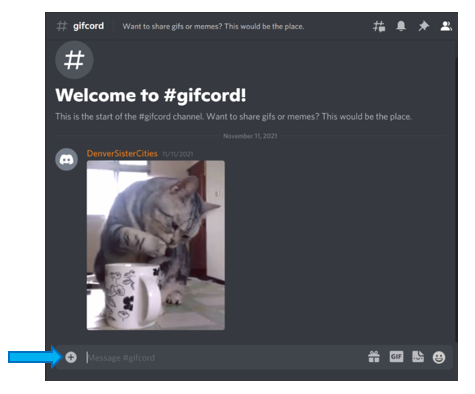 # gifcord Want to share gifs or memes? This would be the place.
#
Welcome to #gifcord!
This is the start of the #gifcord channel. Want to share gifs or memes? This would be the place.
November 11, 2021
DenverSisterCities 11/11/2021
Message #gifcord
GIF